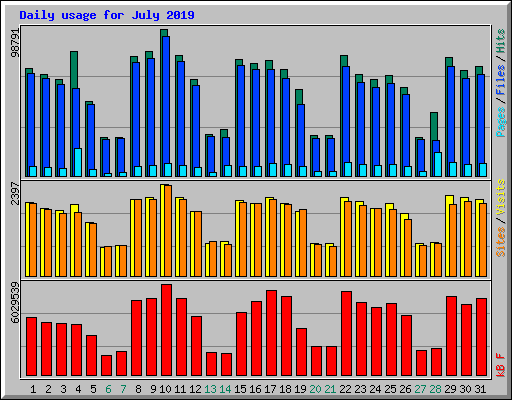 Daily usage for July 2019
98791
Pages / Files / Hits
2397
Sites / Visits
6029539
kB F
1 2 3 4 5 6 7 8 9 10 11 12 13 14 15 16 17 18 19 20 21 22 23 24 25 26 27 28 29 30 31